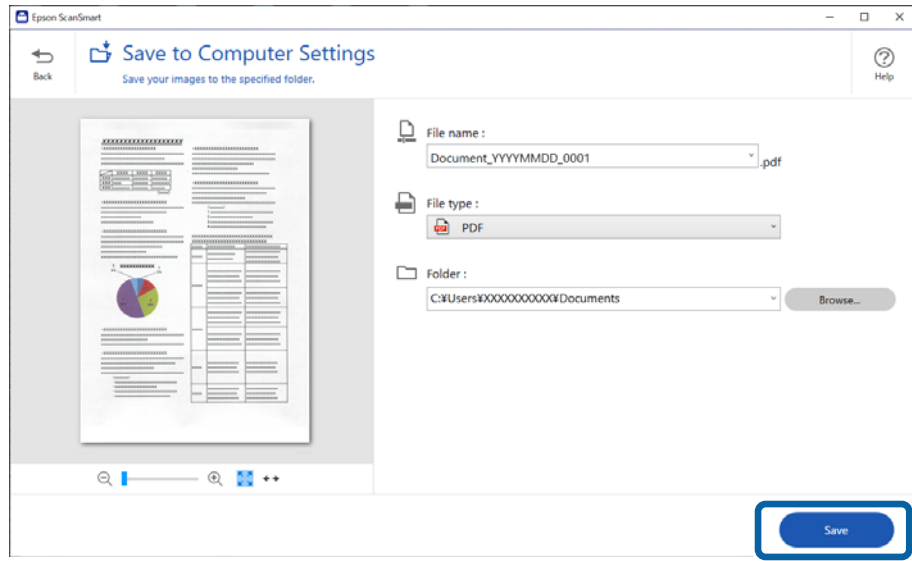 Epson ScanSmart
Back
Save to Computer Settings
Save your images to the specified folder.
Help
File name :
Document_YYYYMMDD_0001
.pdf
File type :
PDF
PDF
Folder :
C:¥Users¥XXXXXXXXXX¥Documents
Browse...
Save